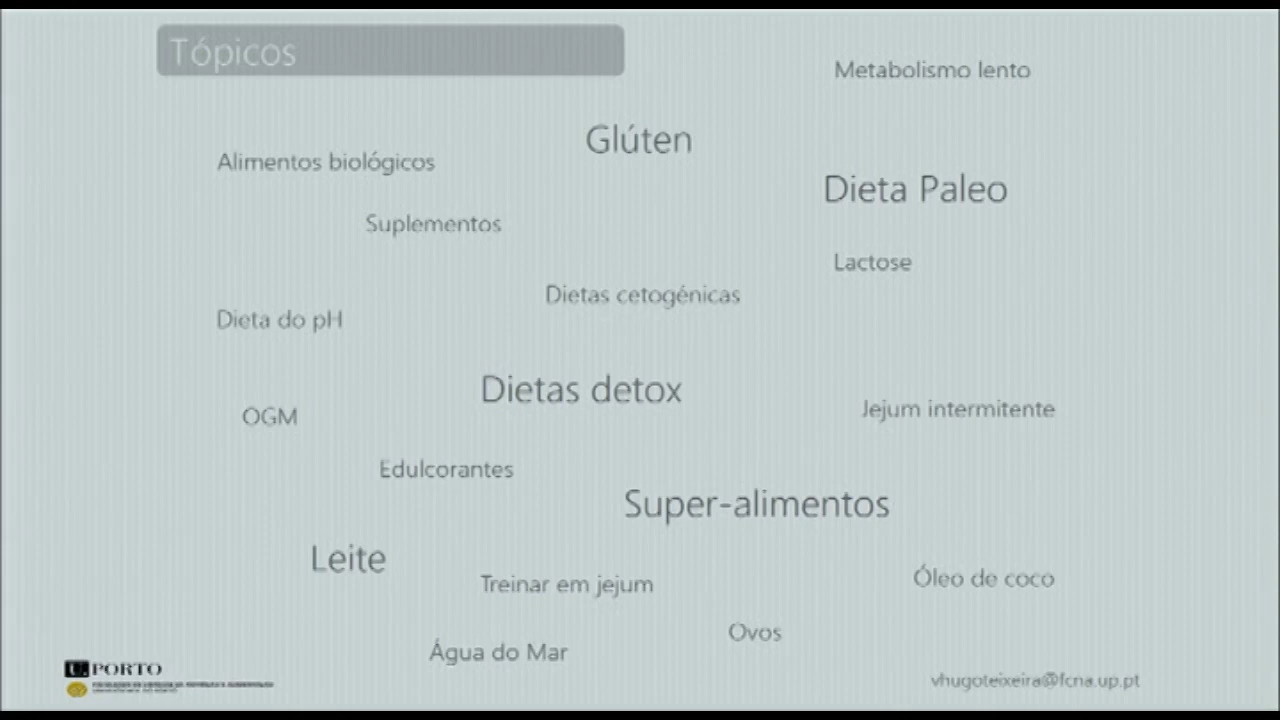 Tópicos
Metabolismo lento
Glúten
Alimentos biológicos
Dieta Paleo
Suplementos
Lactose
Dietas cetogénicas
Dieta do pH
Dietas detox
Jejum intermitente
OGM
Edulcorantes
Super-alimentos
Leite
Treinar em jejum
Óleo de coco
Ovos
Água do Mar
U.PORTO
vhugoteixeira@fcna.up.pt